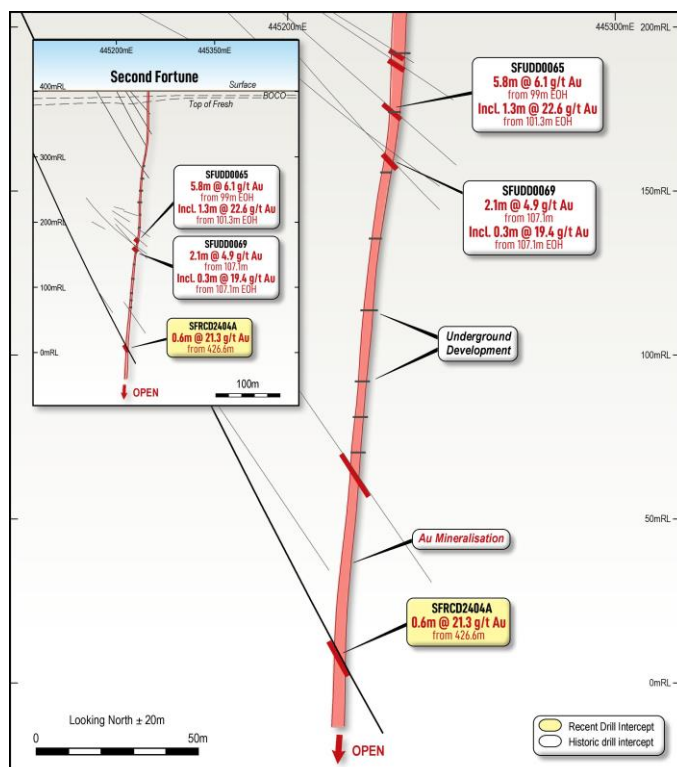 445200mE
445300mE
200mRL
445200mE
445350mE
Second Fortune
Surface
400mRL
BOCO
Top of Fresh
300mRL
SFUDD0065
5.8m @ 6.1 g/t Au
from 99m EOH
Incl. 1.3m @ 22.6 g/t Au
from 101.3m EOH
200mRL
SFUDD0069
2.1m @ 4.9 g/t Au
from 107.1m
Incl. 0.3m @ 19.4 g/t Au
from 107.1m EOH
100mRL
SFRCD2404A
0.6m @ 21.3 g/t Au
from 426.6m
0mRL
OPEN
100m
SFUDD0065
5.8m @ 6.1 g/t Au
from 99m EOH
Incl. 1.3m @ 22.6 g/t Au
from 101.3m EOH
150mRL
SFUDD0069
2.1m @ 4.9 g/t Au
from 107.1m
Incl. 0.3m @ 19.4 g/t Au
from 107.1m EOH
Underground
Development
100mRL
50mRL
Au Mineralisation
SFRCD2404A
0.6m @ 21.3 g/t Au
from 426.6m
0mRL
Looking North ± 20m
0
50m
OPEN
Recent Drill Intercept
Historic drill intercept